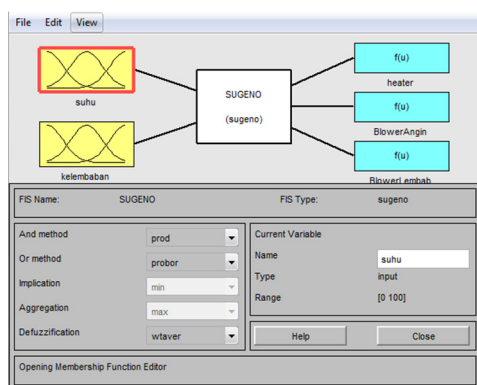 File Edit View
f(u)
heater
suhu
SUGENO
(sugeno)
f(u)
BlowerAngin
f(u)
kelembaban
BlowerLembab
FIS Name: SUGENO FIS Type: sugeno
And method prod
Or method probor
Implication min
Aggregation max
Defuzzification wtaver
Current Variable
Name suhu
Type input
Range [0 100]
Help Close
Opening Membership Function Editor